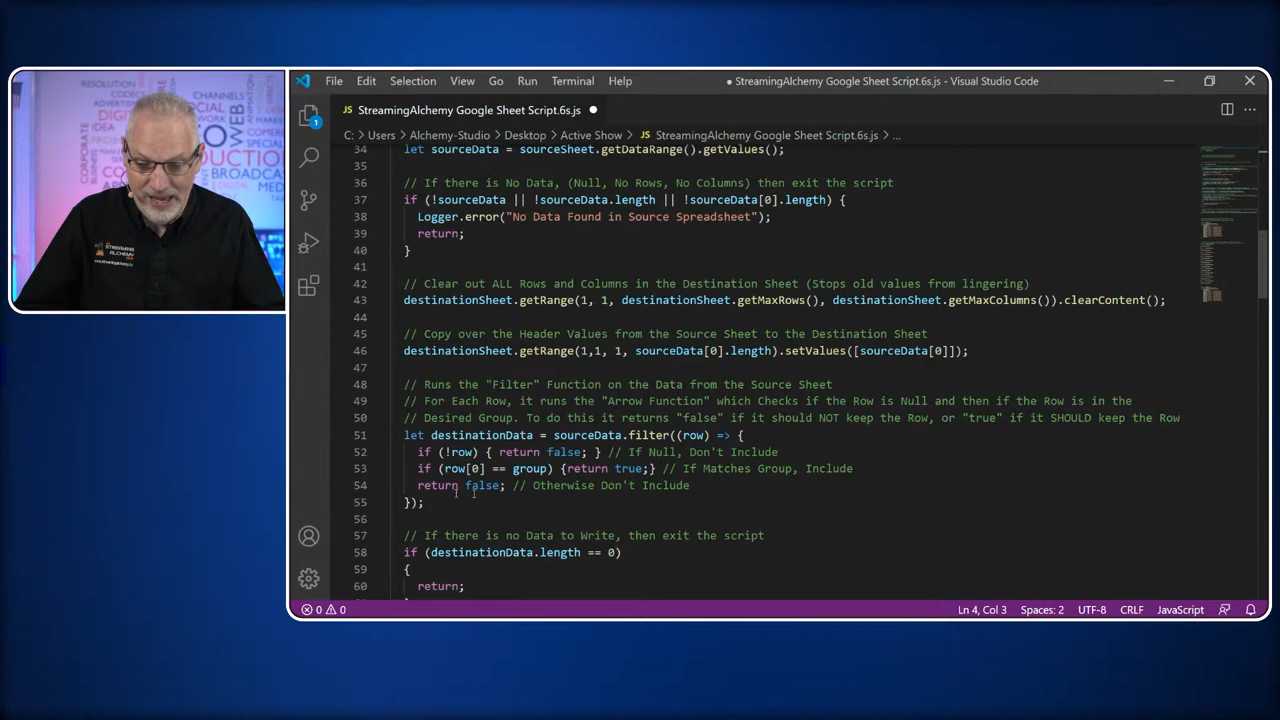 RESOLUTION
CHANNELS
SOCIAL
WEB
IDEA
ANIMATION
CORPORATE
STREAMING
ALCHEMY
File Edit Selection View Go Run Terminal Help
● StreamingAlchemy Google Sheet Script.6s.js - Visual Studio Code
JS StreamingAlchemy Google Sheet Script.6s.js ●
1
C: > Users > Alchemy-Studio > Desktop > Active Show > JS StreamingAlchemy Google Sheet Script.6s.js > ...
34 let sourceData = sourceSheet.getDataRange().getValues();
35
36 // If there is No Data, (Null, No Rows, No Columns) then exit the script
37 if (!sourceData || !sourceData.length || !sourceData[0].length) {
38 Logger.error("No Data Found in Source Spreadsheet");
39 return;
40 }
41
42 // Clear out ALL Rows and Columns in the Destination Sheet (Stops old values from lingering)
43 destinationSheet.getRange(1, 1, destinationSheet.getMaxRows(), destinationSheet.getMaxColumns()).clearContent();
44
45 // Copy over the Header Values from the Source Sheet to the Destination Sheet
46 destinationSheet.getRange(1,1, 1, sourceData[0].length).setValues([sourceData[0]]);
47
48 // Runs the "Filter" Function on the Data from the Source Sheet
49 // For Each Row, it runs the "Arrow Function" which Checks if the Row is Null and then if the Row is in the
50 // Desired Group. To do this it returns "false" if it should NOT keep the Row, or "true" if it SHOULD keep the Row
51 let destinationData = sourceData.filter((row) => {
52 if (!row) { return false; } // If Null, Don't Include
53 if (row[0] == group) {return true;} // If Matches Group, Include
54 return false; // Otherwise Don't Include
55 });
56
57 // If there is no Data to Write, then exit the script
58 if (destinationData.length == 0)
59 {
60 return;
0 0 Ln 4, Col 3 Spaces: 2 UTF-8 CRLF JavaScript